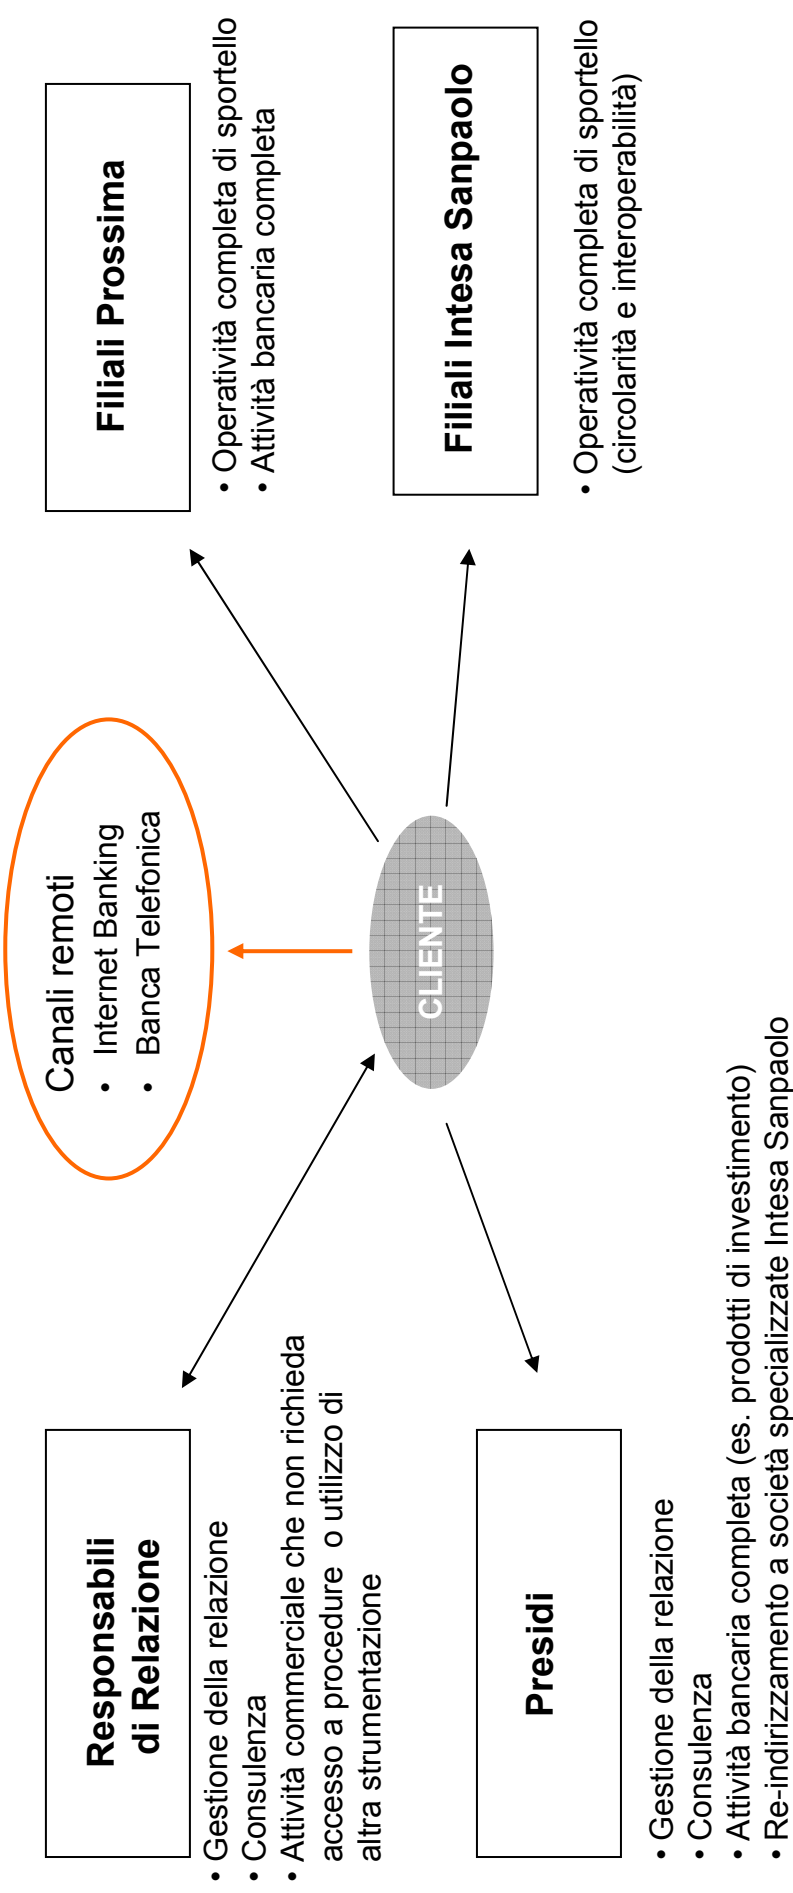 Responsabili
di Relazione
• Gestione della relazione
• Consulenza
• Attività commerciale che non richieda
accesso a procedure o utilizzo di
altra strumentazione
Canali remoti
• Internet Banking
• Banca Telefonica
Filiali Prossima
• Operatività completa di sportello
• Attività bancaria completa
CLIENTE
Presidi
• Gestione della relazione
• Consulenza
• Attività bancaria completa (es. prodotti di investimento)
• Re-indirizzamento a società specializzate Intesa Sanpaolo
Filiali Intesa Sanpaolo
• Operatività completa di sportello
(circolarità e interoperabilità)